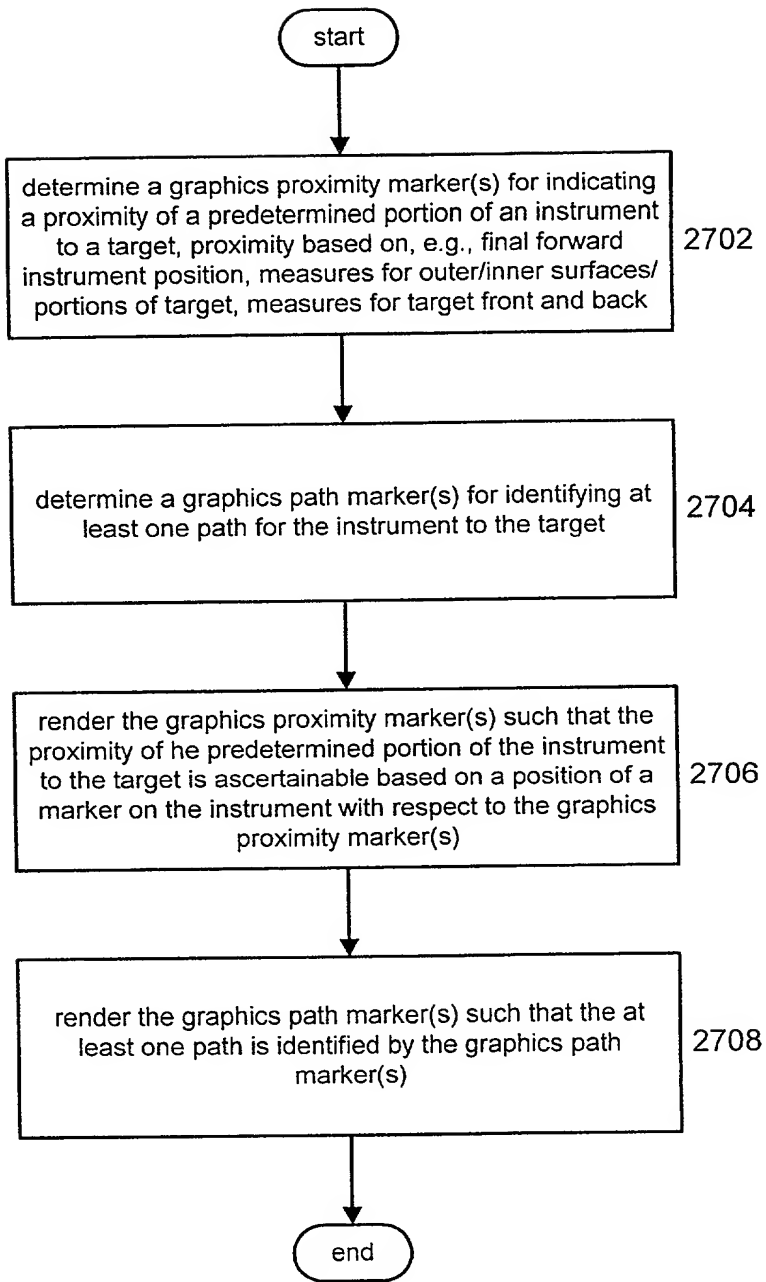 start
determine a graphics proximity marker(s) for indicating
a proximity of a predetermined portion of an instrument
to a target, proximity based on, e.g., final forward
instrument position, measures for outer/inner surfaces/
portions of target, measures for target front and back
2702
determine a graphics path marker(s) for identifying at
least one path for the instrument to the target
2704
render the graphics proximity marker(s) such that the
proximity of he predetermined portion of the instrument
to the target is ascertainable based on a position of a
marker on the instrument with respect to the graphics
proximity marker(s)
2706
render the graphics path marker(s) such that the at
least one path is identified by the graphics path
marker(s)
2708
end